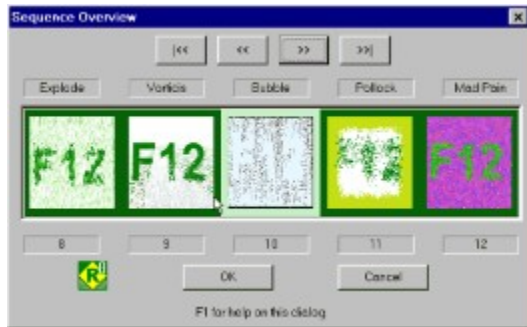 Sequence Overview
|<< << >> >>|
Explode Vorticis Bubble Pollock Mad Pain
F12 F12 F12 F12
8 9 10 11 12
R
OK Cancel
F1 for help on this dialog